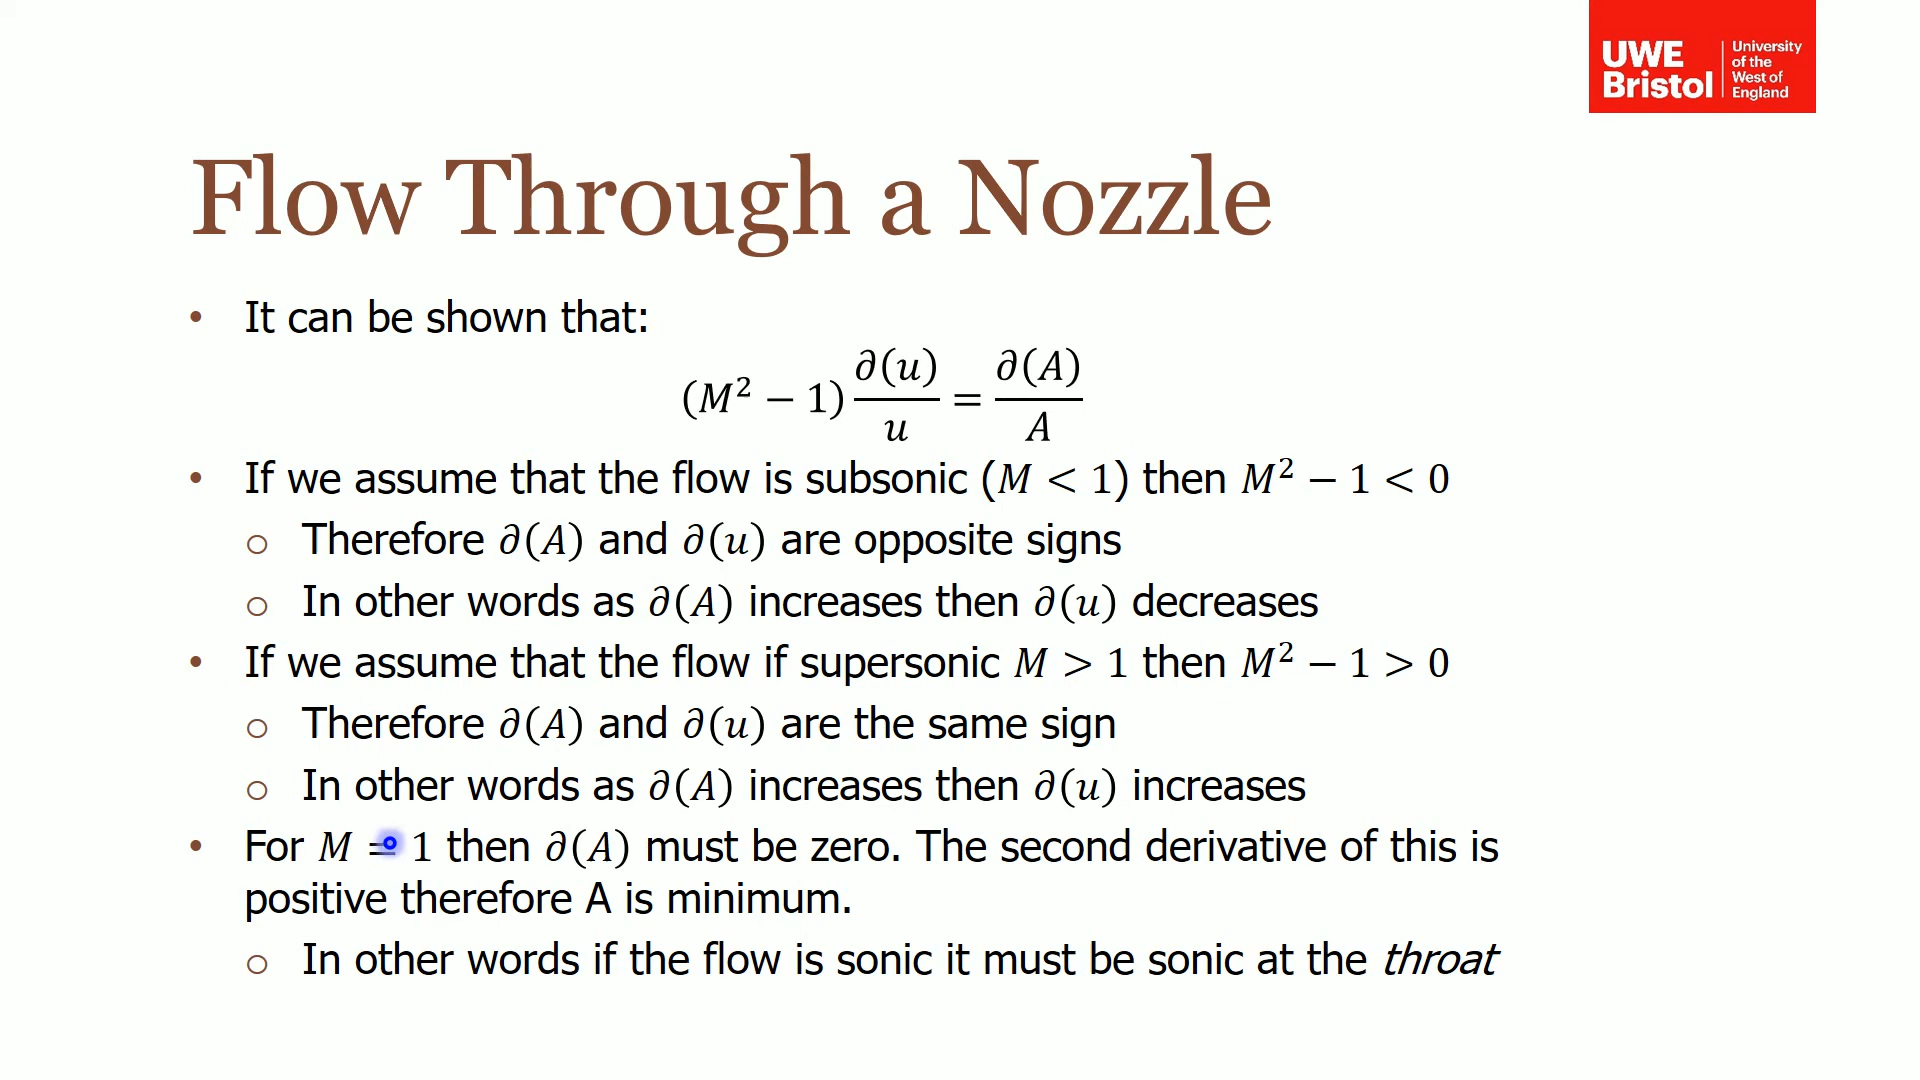 UWE
Bristol
University
of the
West of
England
Flow Through a Nozzle
• It can be shown that:
(M² − 1) ∂(u)/u = ∂(A)/A
• If we assume that the flow is subsonic (M < 1) then M² − 1 < 0
o Therefore ∂(A) and ∂(u) are opposite signs
o In other words as ∂(A) increases then ∂(u) decreases
• If we assume that the flow if supersonic M > 1 then M² − 1 > 0
o Therefore ∂(A) and ∂(u) are the same sign
o In other words as ∂(A) increases then ∂(u) increases
• For M = 1 then ∂(A) must be zero. The second derivative of this is
positive therefore A is minimum.
o In other words if the flow is sonic it must be sonic at the throat